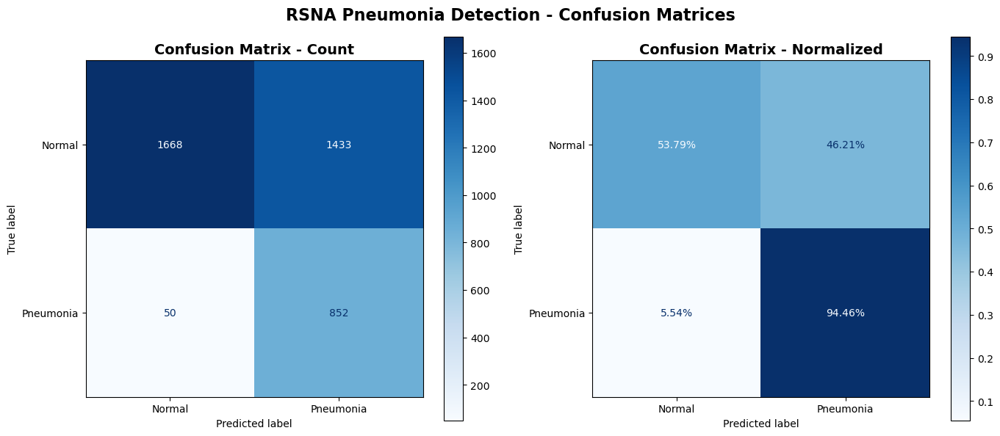 RSNA Pneumonia Detection - Confusion Matrices
Confusion Matrix - Count
1600
1400
1200
1000
800
600
400
200
Normal
Pneumonia
True label
1668
1433
50
852
Normal
Pneumonia
Predicted label
Confusion Matrix - Normalized
0.9
0.8
0.7
0.6
0.5
0.4
0.3
0.2
0.1
Normal
Pneumonia
True label
53.79%
46.21%
5.54%
94.46%
Normal
Pneumonia
Predicted label